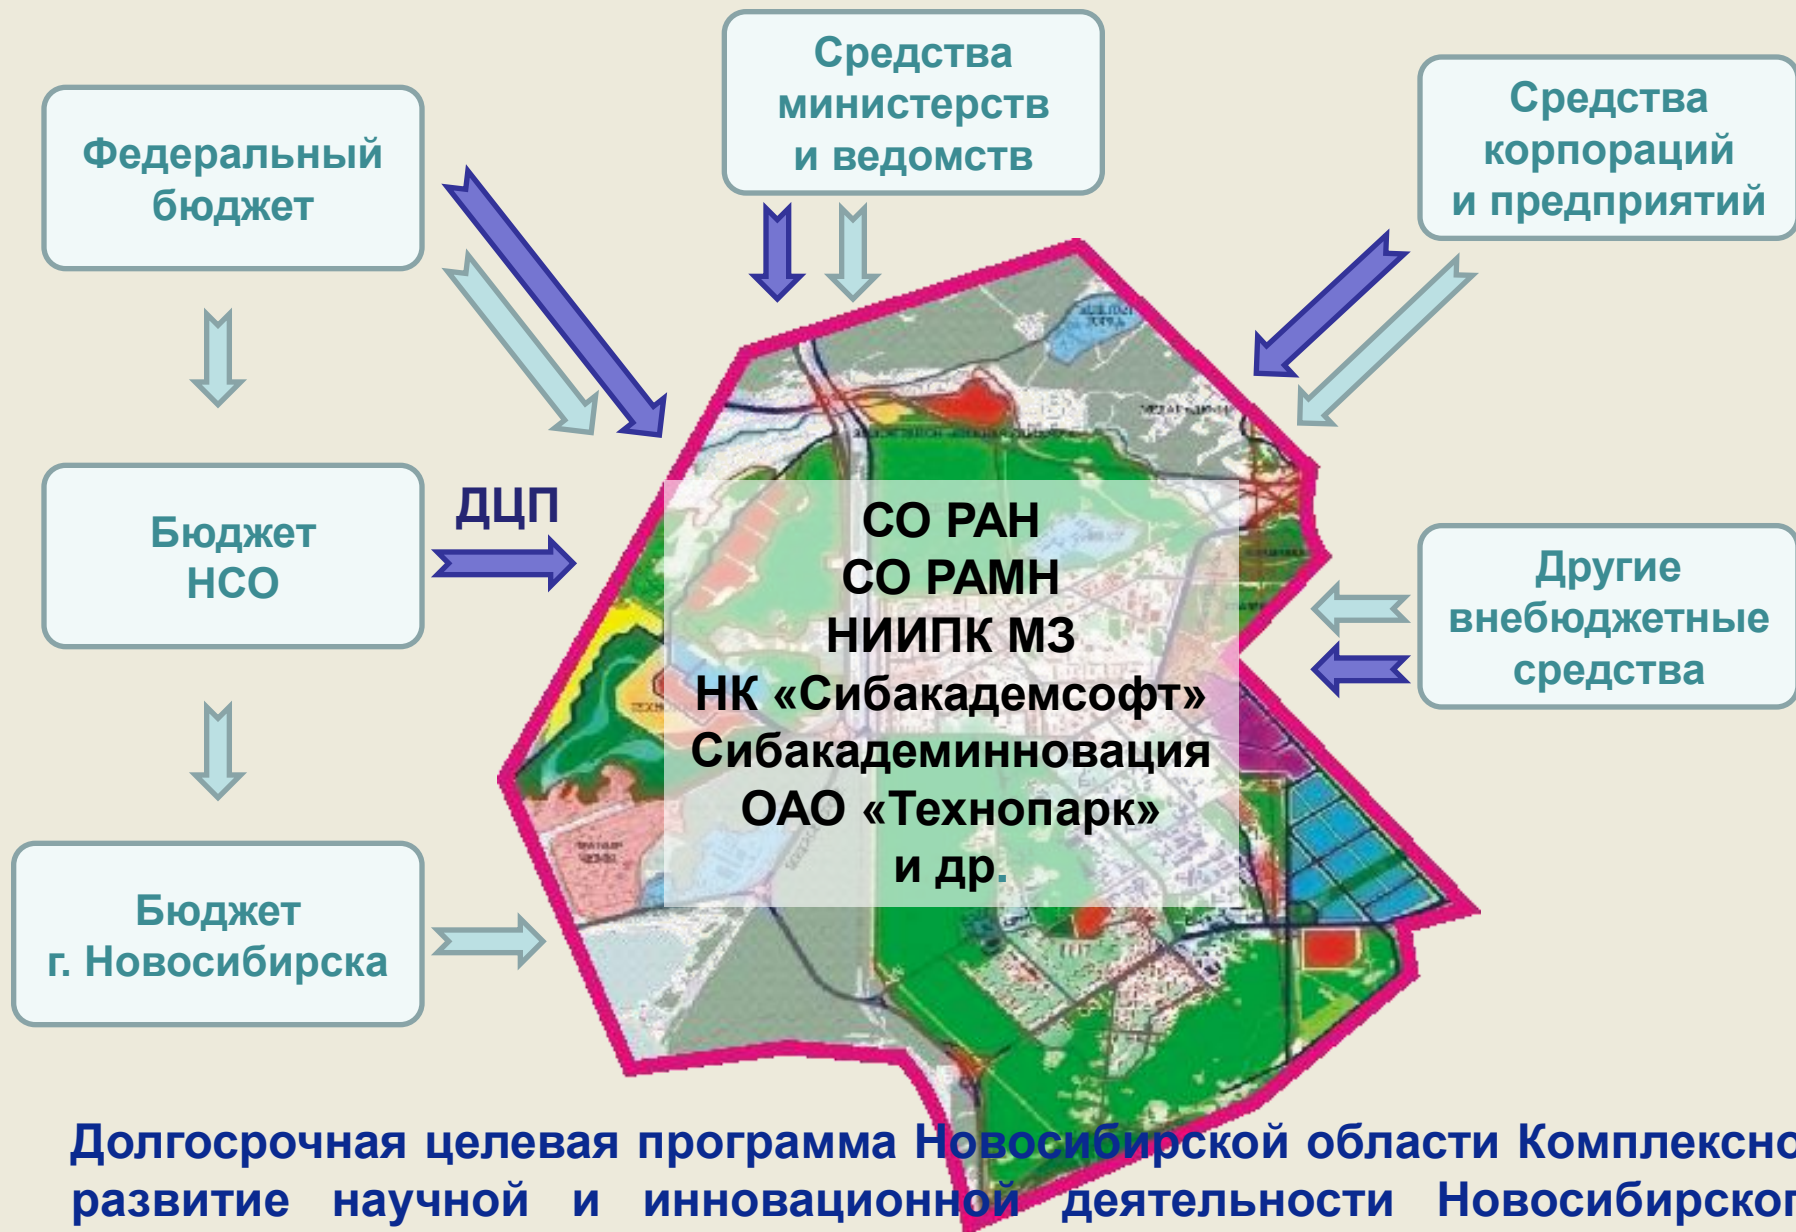 Средства
министерств
и ведомств
Средства
корпораций
и предприятий
Федеральный
бюджет
Бюджет
НСО
ДЦП
СО РАН
СО РАМН
НИИПК МЗ
НК «Сибакадемсофт»
Сибакадеминновация
ОАО «Технопарк»
и др.
Другие
внебюджетные
средства
Бюджет
г. Новосибирска
Долгосрочная целевая программа Новосибирской области Комплексно
развитие научной и инновационной деятельности Новосибирског